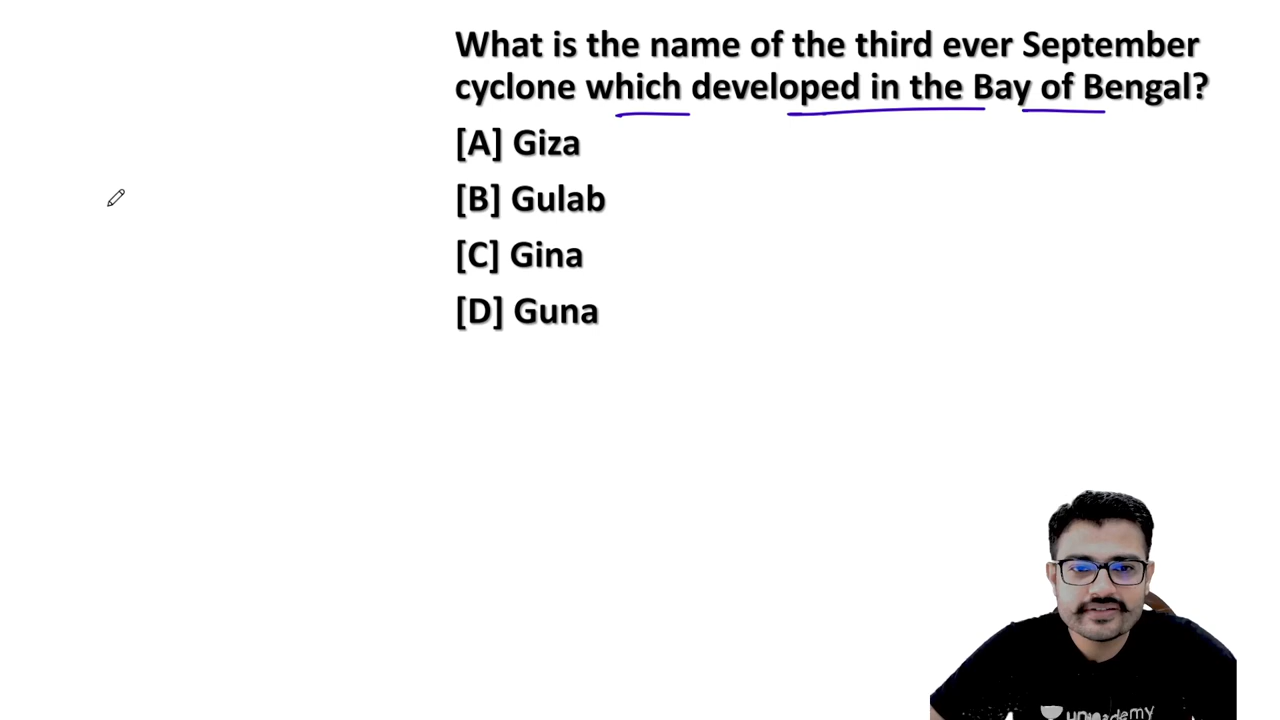 What is the name of the third ever September
cyclone which developed in the Bay of Bengal?
[A] Giza
[B] Gulab
[C] Gina
[D] Guna
unacademy